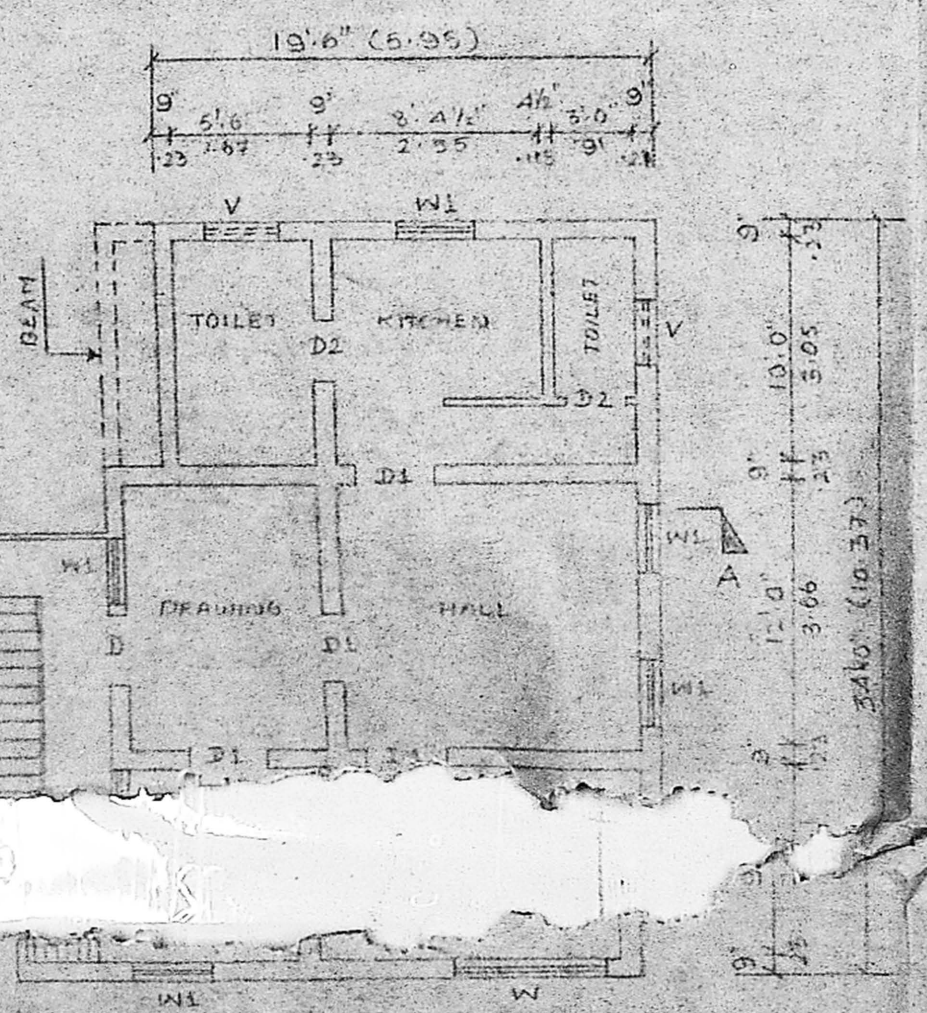 19'.6" (5.95)
9" 5'.6" 9" 8'. 4½" 4½" 3'.0" 9"
.23 .23 2.55 .115 .91
V W1
9" .23
BEAM
TOILET KITCHEN TOILET V
D2
10'.0" 3.05
D2
D1
9" .23
W1 W1
A
DRAWING HALL
12'.0" 3.66
34'.0" (10.37)
D D1
W1
D1 D1
9" .23
9" .23
W1 W